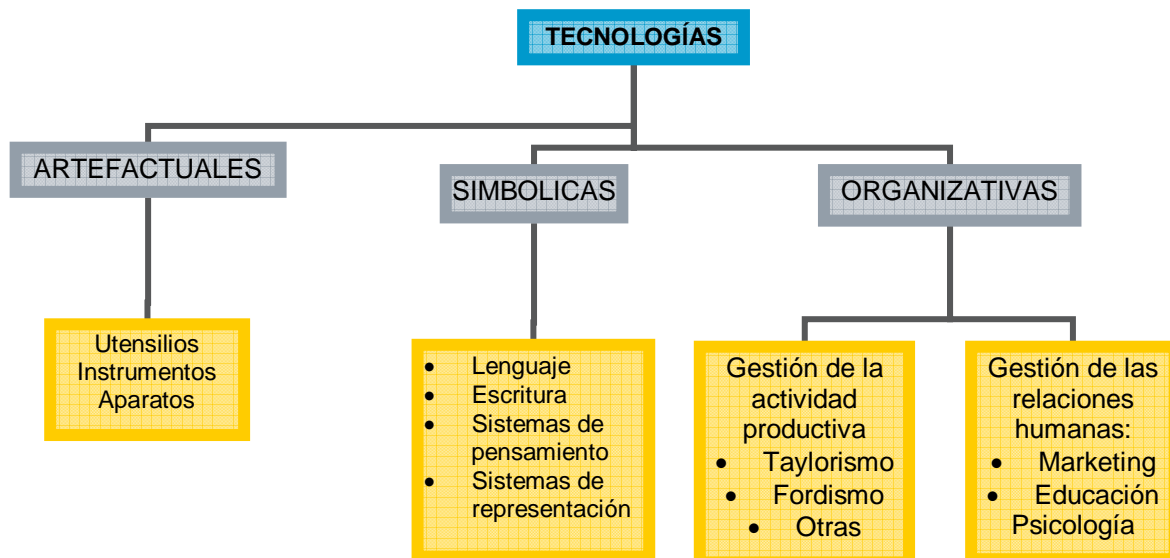 TECNOLOGÍAS
ARTEFACTUALES
SIMBOLICAS
ORGANIZATIVAS
Utensilios
Instrumentos
Aparatos
• Lenguaje
• Escritura
• Sistemas de
pensamiento
• Sistemas de
representación
Gestión de la
actividad
productiva
• Taylorismo
• Fordismo
• Otras
Gestión de las
relaciones
humanas:
• Marketing
• Educación
Psicología